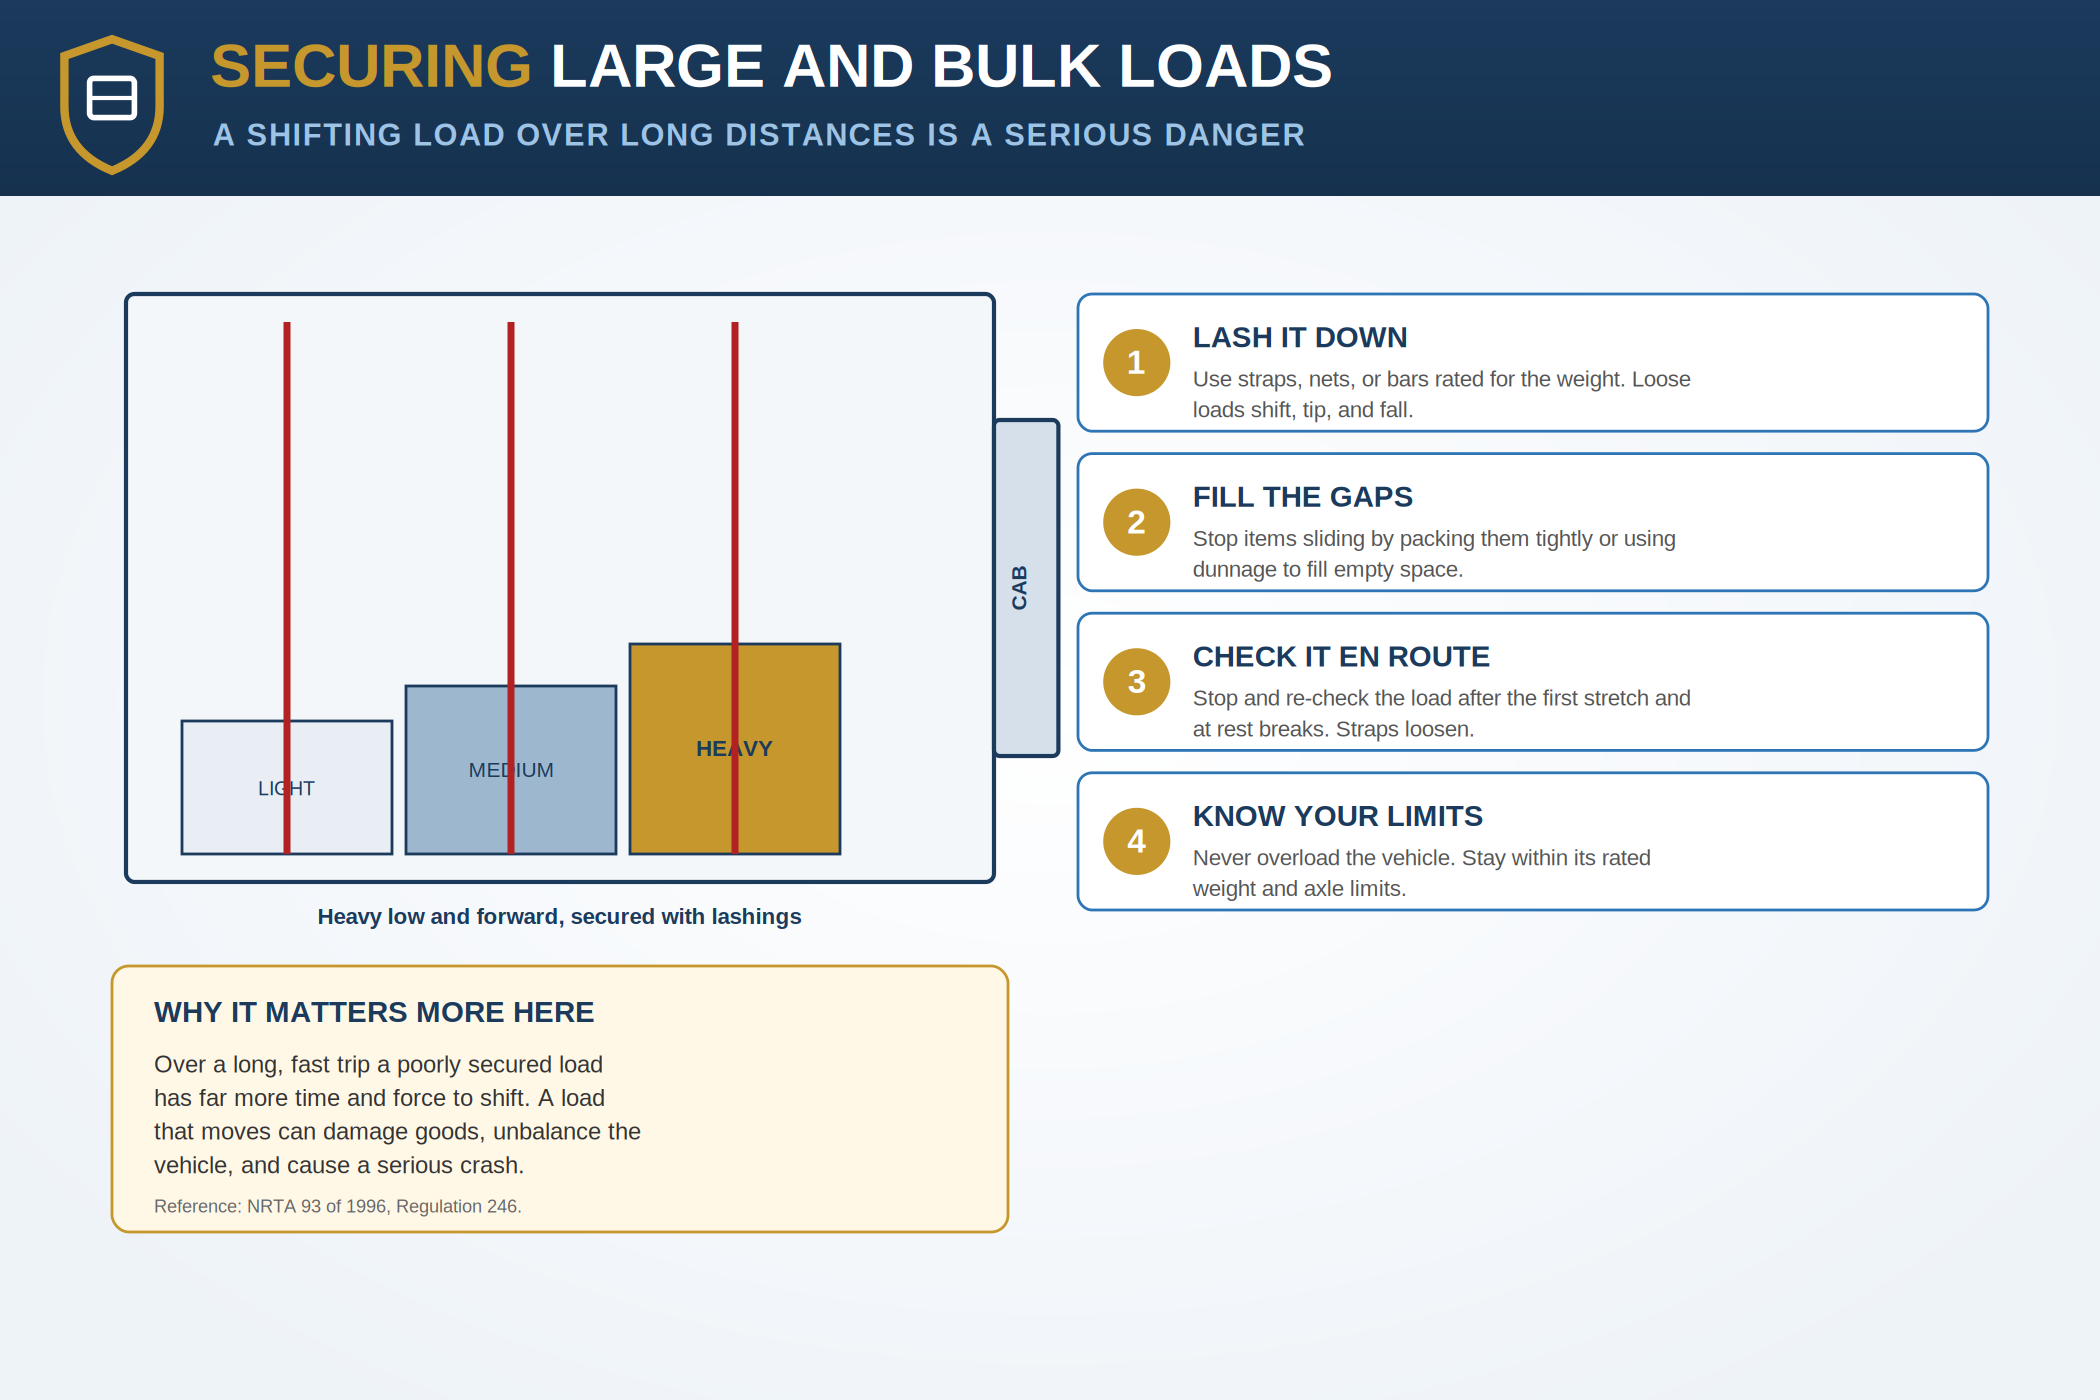 SECURING LARGE AND BULK LOADS
A SHIFTING LOAD OVER LONG DISTANCES IS A SERIOUS DANGER
LIGHT
MEDIUM
HEAVY
CAB
Heavy low and forward, secured with lashings
1
LASH IT DOWN
Use straps, nets, or bars rated for the weight. Loose
loads shift, tip, and fall.
2
FILL THE GAPS
Stop items sliding by packing them tightly or using
dunnage to fill empty space.
3
CHECK IT EN ROUTE
Stop and re-check the load after the first stretch and
at rest breaks. Straps loosen.
4
KNOW YOUR LIMITS
Never overload the vehicle. Stay within its rated
weight and axle limits.
WHY IT MATTERS MORE HERE
Over a long, fast trip a poorly secured load
has far more time and force to shift. A load
that moves can damage goods, unbalance the
vehicle, and cause a serious crash.
Reference: NRTA 93 of 1996, Regulation 246.